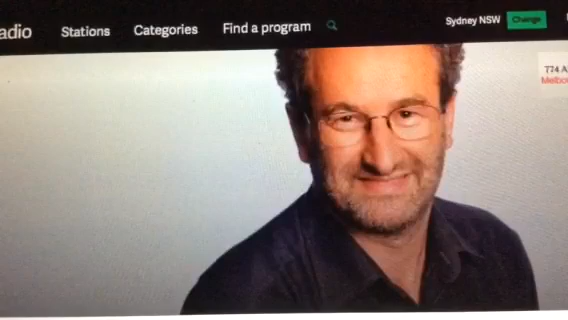 adio Stations Categories Find a program Sydney NSW Change
774 A
Melbo